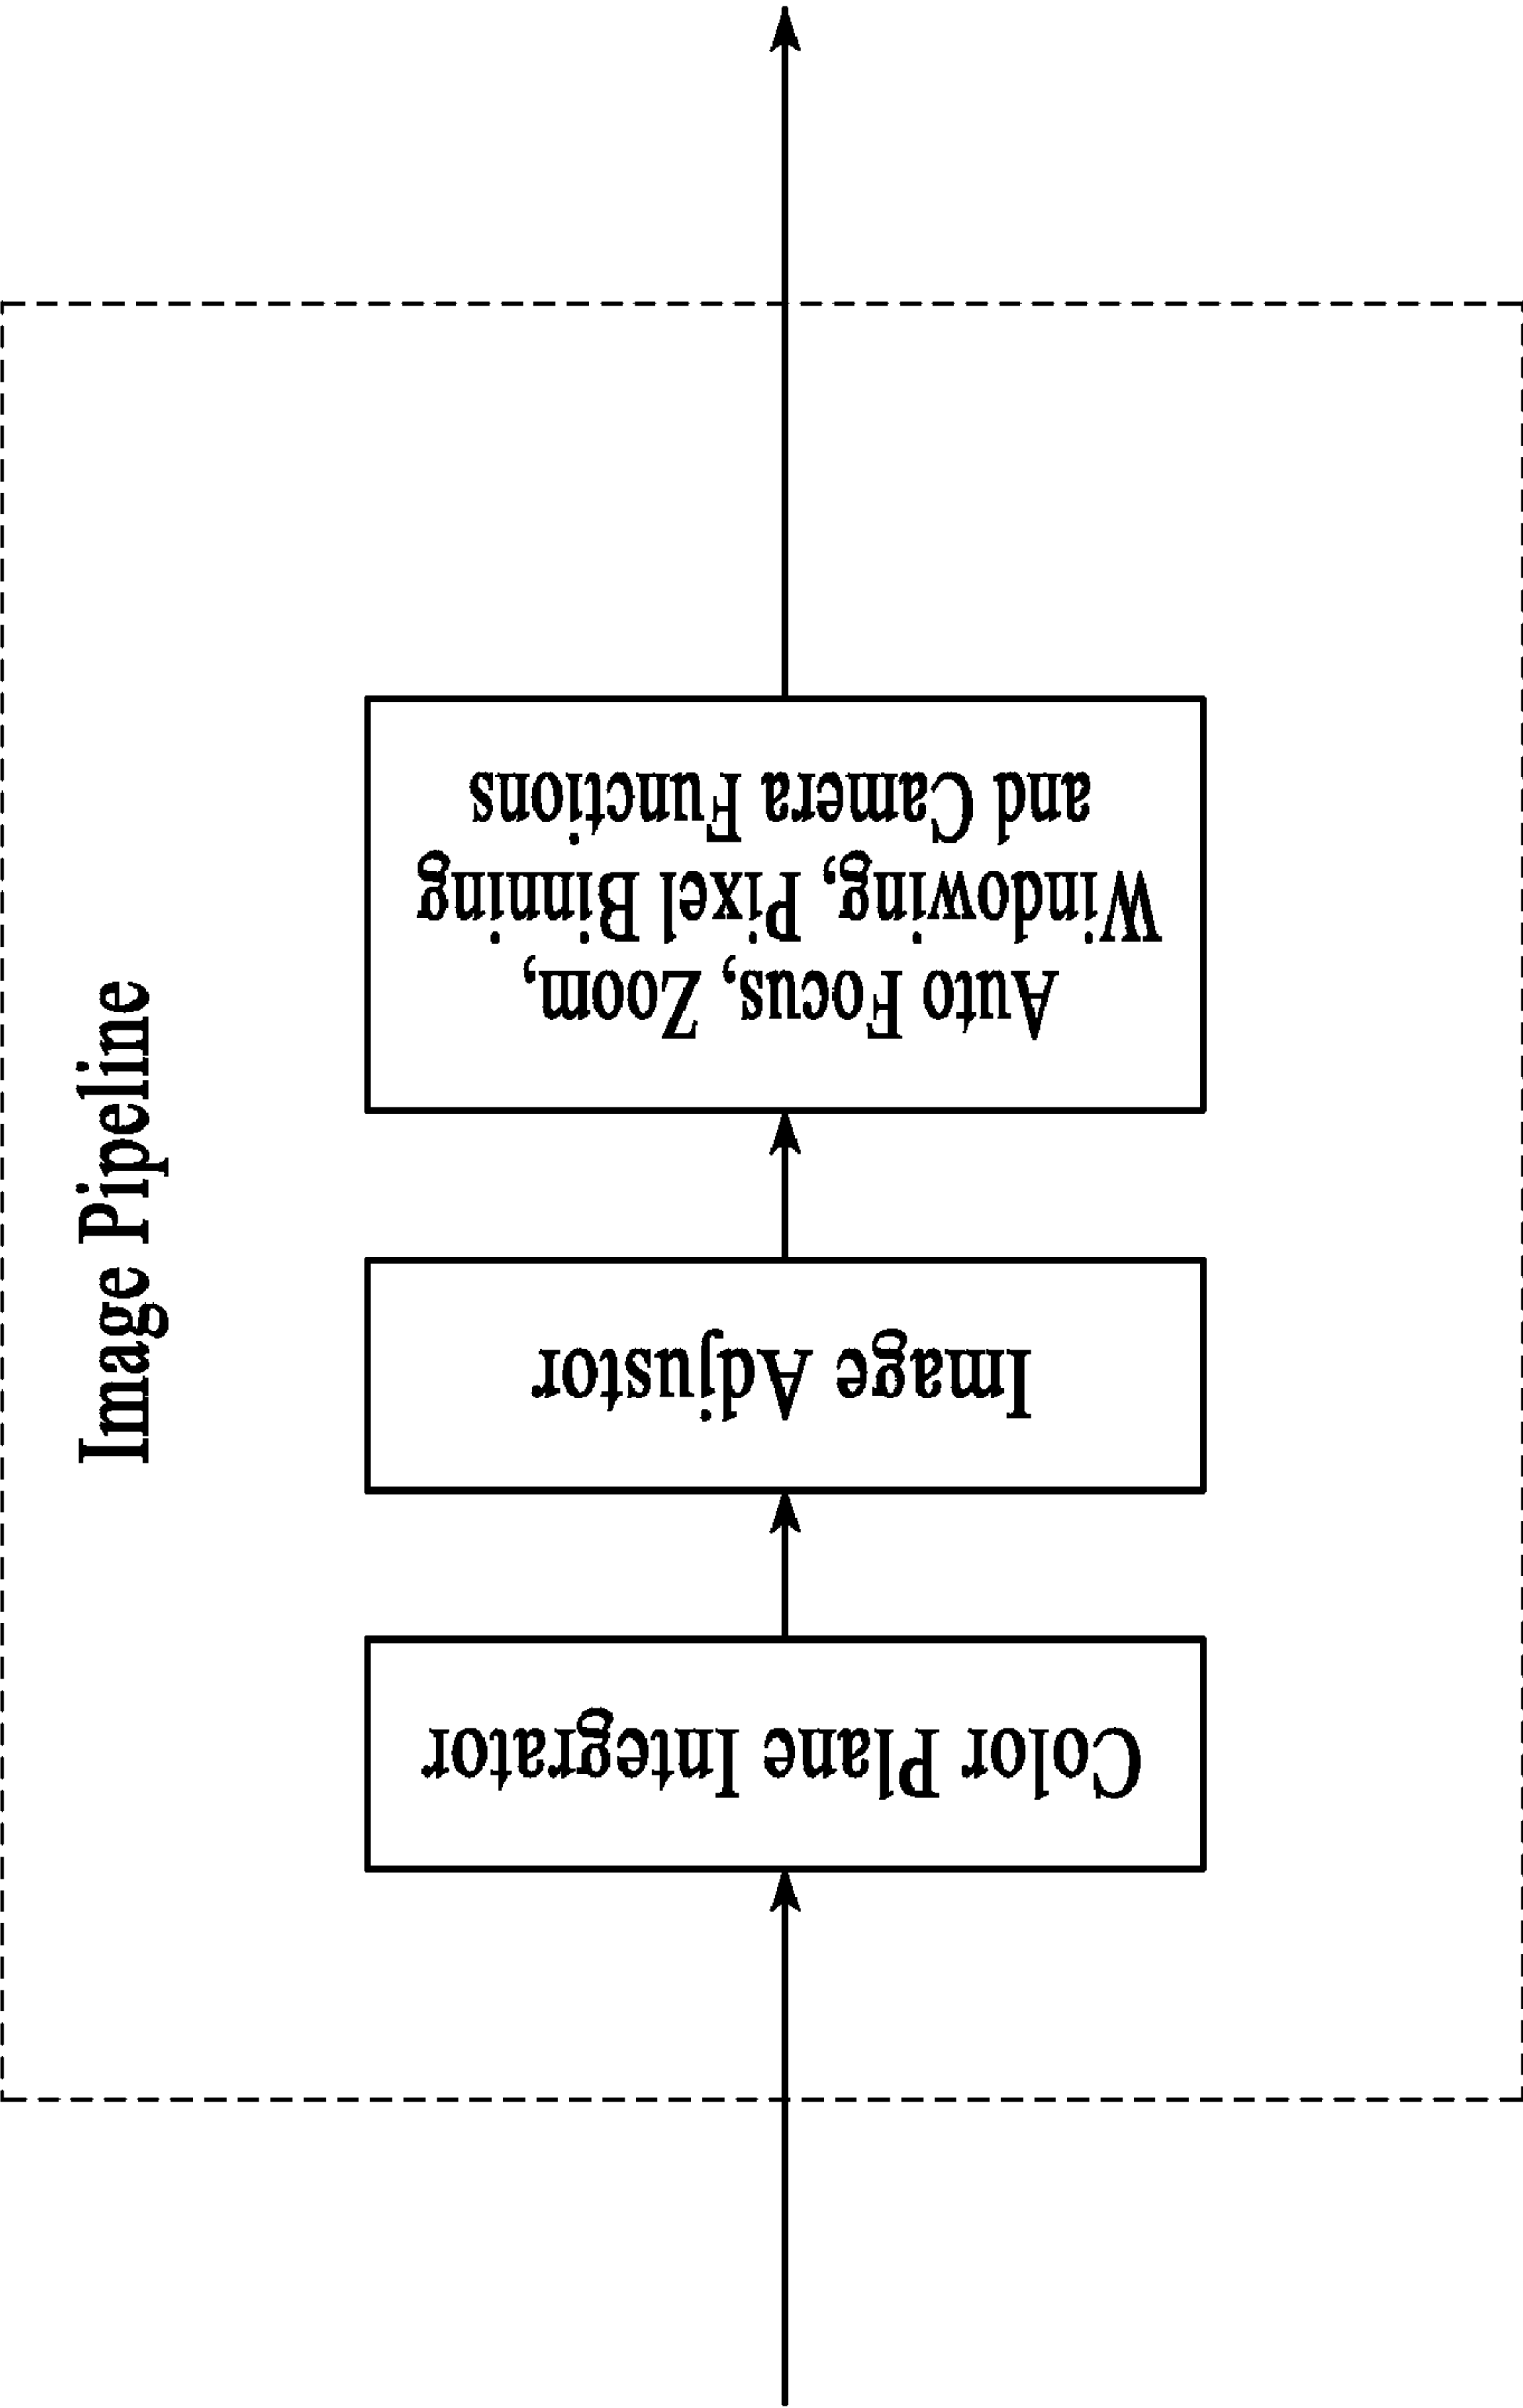 Image Pipeline
Color Plane Integrator
Image Adjustor
Auto Focus, Zoom,
Windowing, Pixel Binning
and Camera Functions